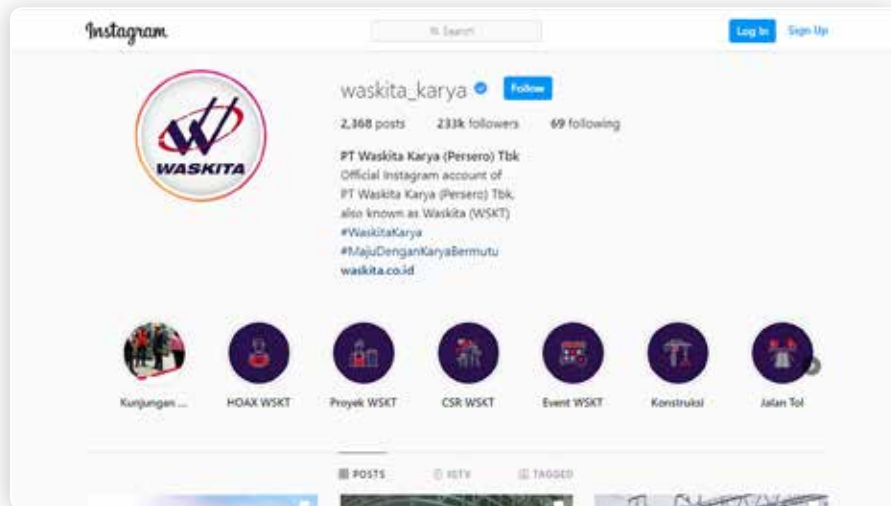 Instagram
Search
Log In
Sign Up
WASKITA
waskita_karya
Follow
2,368 posts 233k followers 69 following
PT Waskita Karya (Persero) Tbk
Official Instagram account of
PT Waskita Karya (Persero) Tbk,
also known as Waskita (WSKT)
#WaskitaKarya
#MajuDenganKaryaBermutu
waskita.co.id
Kunjungan ... HOAX WSKT Proyek WSKT CSR WSKT Event WSKT Konstruksi Jalan Tol
POSTS IGTV TAGGED